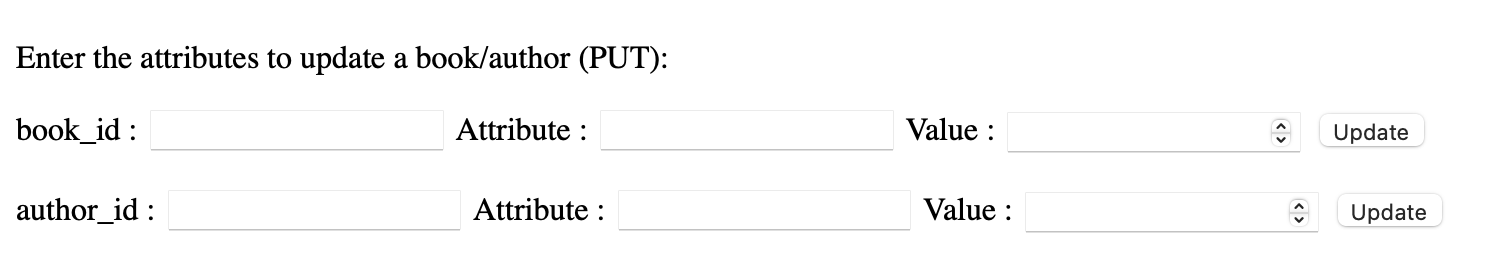 Enter the attributes to update a book/author (PUT):
book_id : Attribute : Value : Update
author_id : Attribute : Value : Update